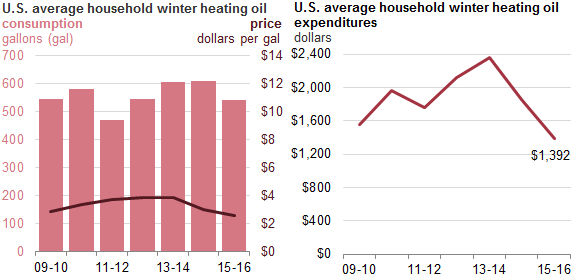 U.S. average household winter heating oil
consumption price
gallons (gal) dollars per gal
700 $14
600 $12
500 $10
400 $8
300 $6
200 $4
100 $2
0 $0
09-10 11-12 13-14 15-16
U.S. average household winter heating oil
expenditures
dollars
$2,400
$2,000
$1,600
$1,200
$800
$400
$0
$1,392
09-10 11-12 13-14 15-16